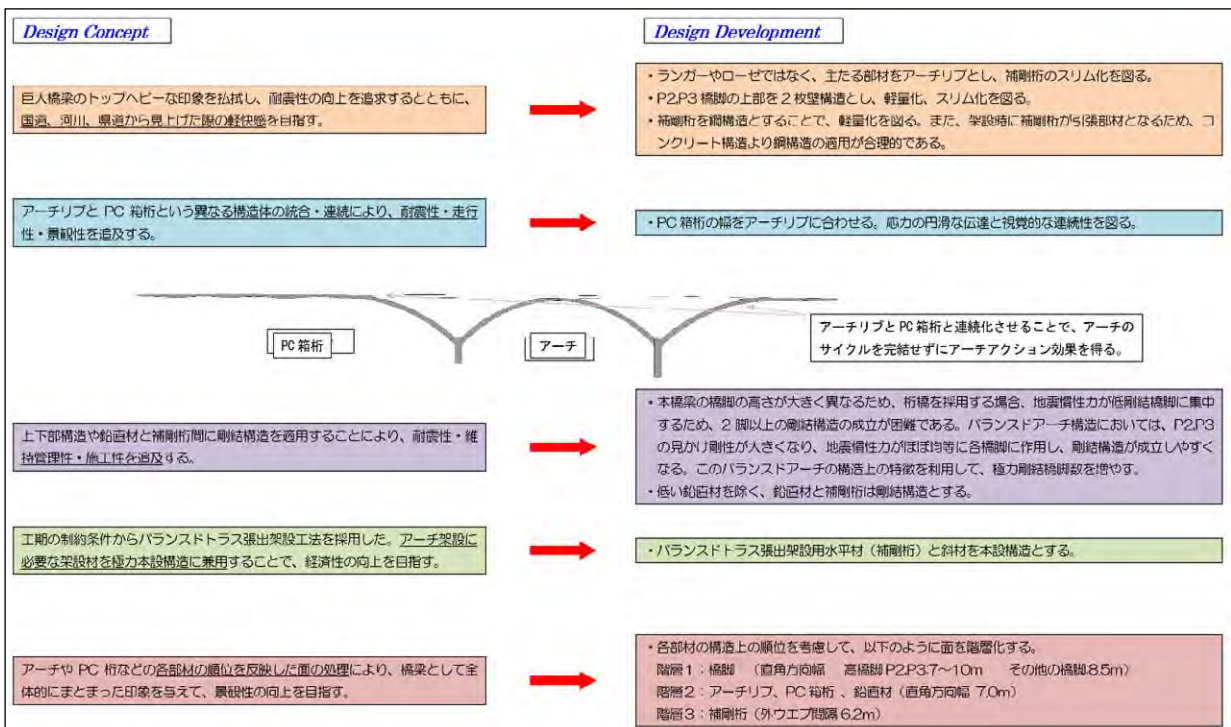 Design Concept
Design Development
巨人橋梁のトップヘビーな印象を払拭し、耐震性の向上を追求するとともに、
国道、河川、県道から見上げた際の軽快感を目指す。
・ランガーやローゼではなく、主たる部材をアーチリブとし、補剛桁のスリム化を図る。
・P2,P3 橋脚の上部を2枚壁構造とし、軽量化、スリム化を図る。
・補剛桁を鋼構造とすることで、軽量化を図る。また、架設時に補剛桁が引張部材となるため、コ
ンクリート構造より鋼構造の適用が合理的である。
アーチリブと PC 箱桁という異なる構造体の統合・連続により、耐震性・走行
性・景観性を追及する。
・PC 箱桁の幅をアーチリブに合わせる。応力の円滑な伝達と視覚的な連続性を図る。
PC 箱桁
アーチ
アーチリブと PC 箱桁と連続化させることで、アーチの
サイクルを完結せずにアーチアクション効果を得る。
上下部構造や鉛直材と補剛桁間に剛結構造を適用することにより、耐震性・維
持管理性・施工性を追及する。
・本橋梁の橋脚の高さが大きく異なるため、桁橋を採用する場合、地震慣性力が低剛結橋脚に集中
するため、2 脚以上の剛結構造の成立が困難である。バランスドアーチ構造においては、P2,P3
の見かけ剛性が大きくなり、地震慣性力がほぼ均等に各橋脚に作用し、剛結構造が成立しやすく
なる。このバランスドアーチの構造上の特徴を利用して、極力剛結橋脚数を増やす。
・低い鉛直材を除く、鉛直材と補剛桁は剛結構造とする。
工期の制約条件からバランスドトラス張出架設工法を採用した。アーチ架設に
必要な架設材を極力本設構造に兼用することで、経済性の向上を目指す。
・バランスドトラス張出架設用水平材（補剛桁）と斜材を本設構造とする。
アーチや PC 桁などの各部材の順位を反映した面の処理により、橋梁として全
体的にまとまった印象を与えて、景観性の向上を目指す。
・各部材の構造上の順位を考慮して、以下のように面を階層化する。
階層1：橋脚 （直角方向幅 高橋脚 P2,P3.7～10m その他の橋脚8.5m）
階層2：アーチリブ、PC 箱桁 、鉛直材（直角方向幅 7.0m）
階層3：補剛桁（外ウエブ間隔 6.2m）